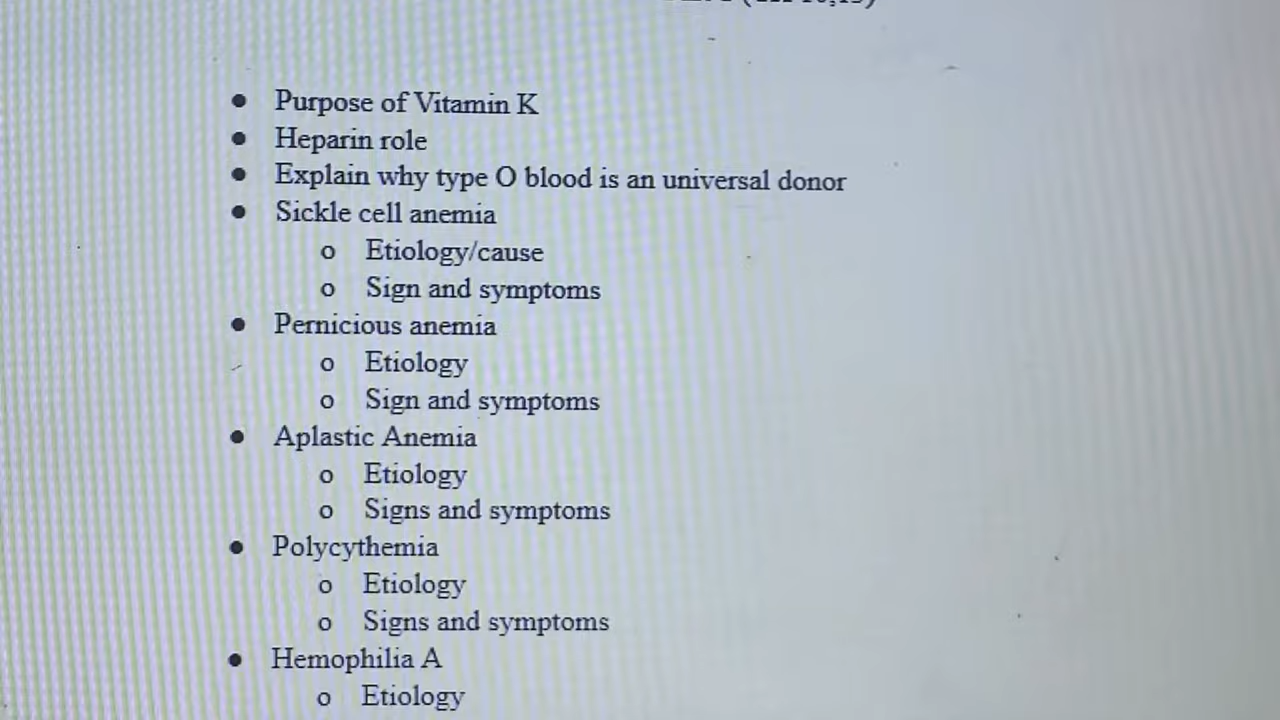 • Purpose of Vitamin K
• Heparin role
• Explain why type O blood is an universal donor
• Sickle cell anemia
o Etiology/cause
o Sign and symptoms
• Pernicious anemia
o Etiology
o Sign and symptoms
• Aplastic Anemia
o Etiology
o Signs and symptoms
• Polycythemia
o Etiology
o Signs and symptoms
• Hemophilia A
o Etiology